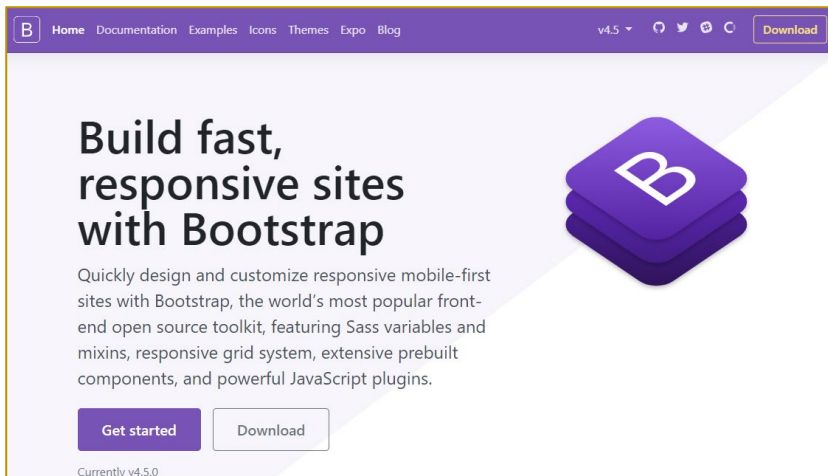 B Home Documentation Examples Icons Themes Expo Blog v4.5 Download
Build fast,
responsive sites
with Bootstrap
B
Quickly design and customize responsive mobile-first
sites with Bootstrap, the world’s most popular front-
end open source toolkit, featuring Sass variables and
mixins, responsive grid system, extensive prebuilt
components, and powerful JavaScript plugins.
Get started Download
Currently v4.5.0